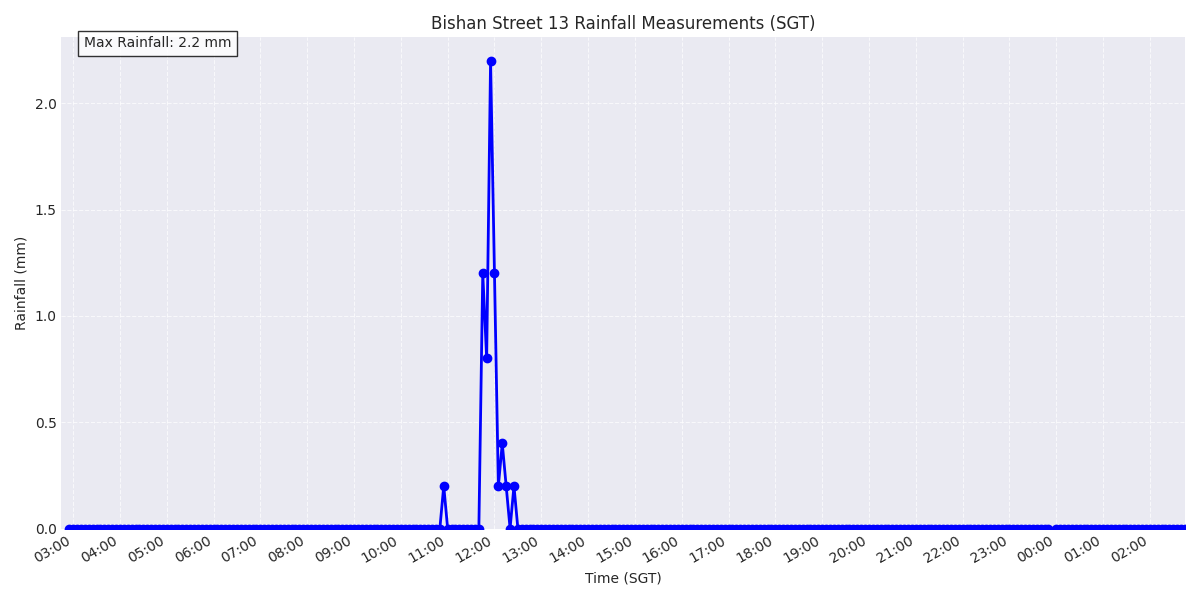 Bishan Street 13 Rainfall Measurements (SGT)
Max Rainfall: 2.2 mm
Rainfall (mm)
2.0
1.5
1.0
0.5
0.0
03:00 04:00 05:00 06:00 07:00 08:00 09:00 10:00 11:00 12:00 13:00 14:00 15:00 16:00 17:00 18:00 19:00 20:00 21:00 22:00 23:00 00:00 01:00 02:00
Time (SGT)